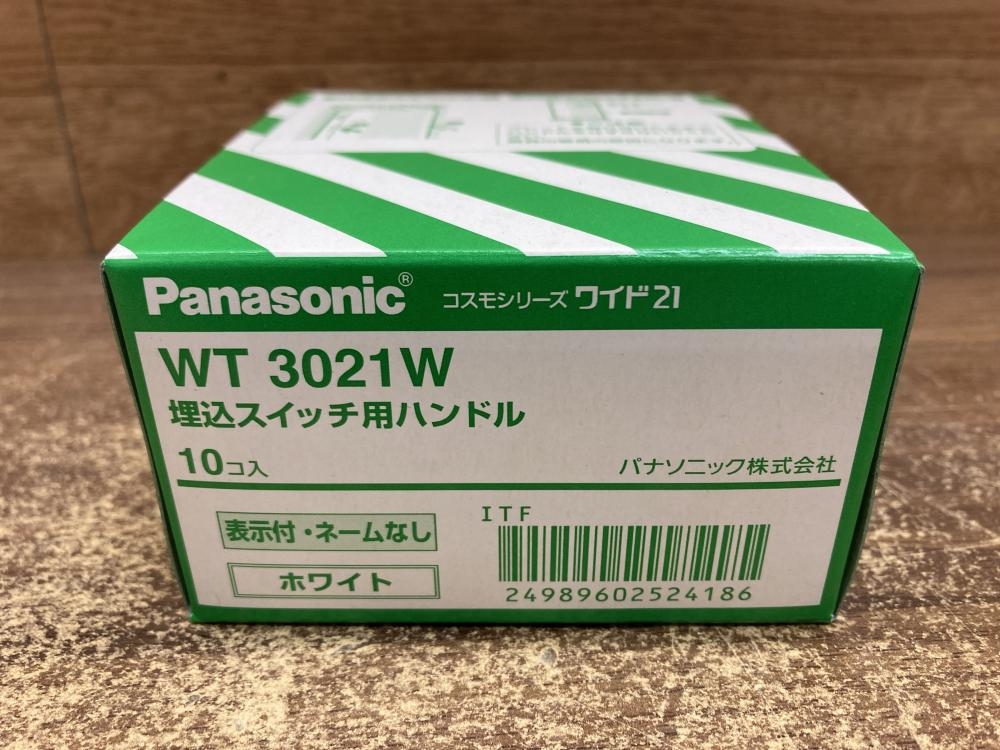 Panasonic® コスモシリーズ ワイド21
WT 3021W
埋込スイッチ用ハンドル
10コ入
パナソニック株式会社
表示付・ネームなし
ホワイト
ITF
24989602524186